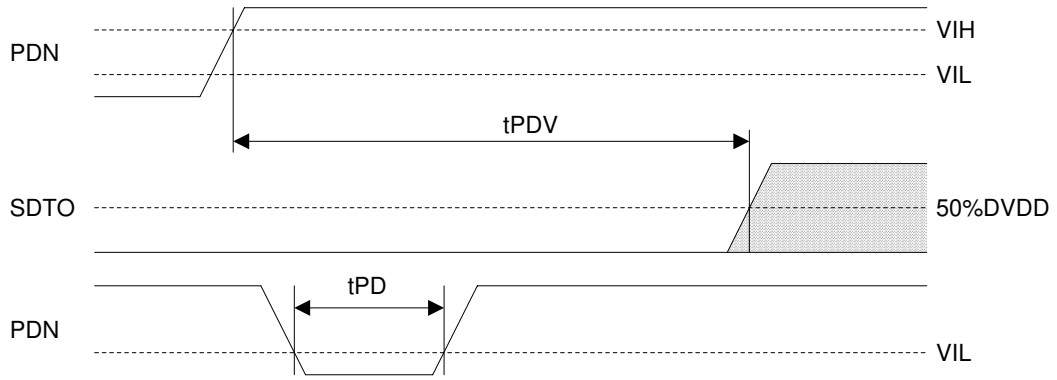 PDN
VIH
VIL
tPDV
SDTO
50%DVDD
tPD
PDN
VIL